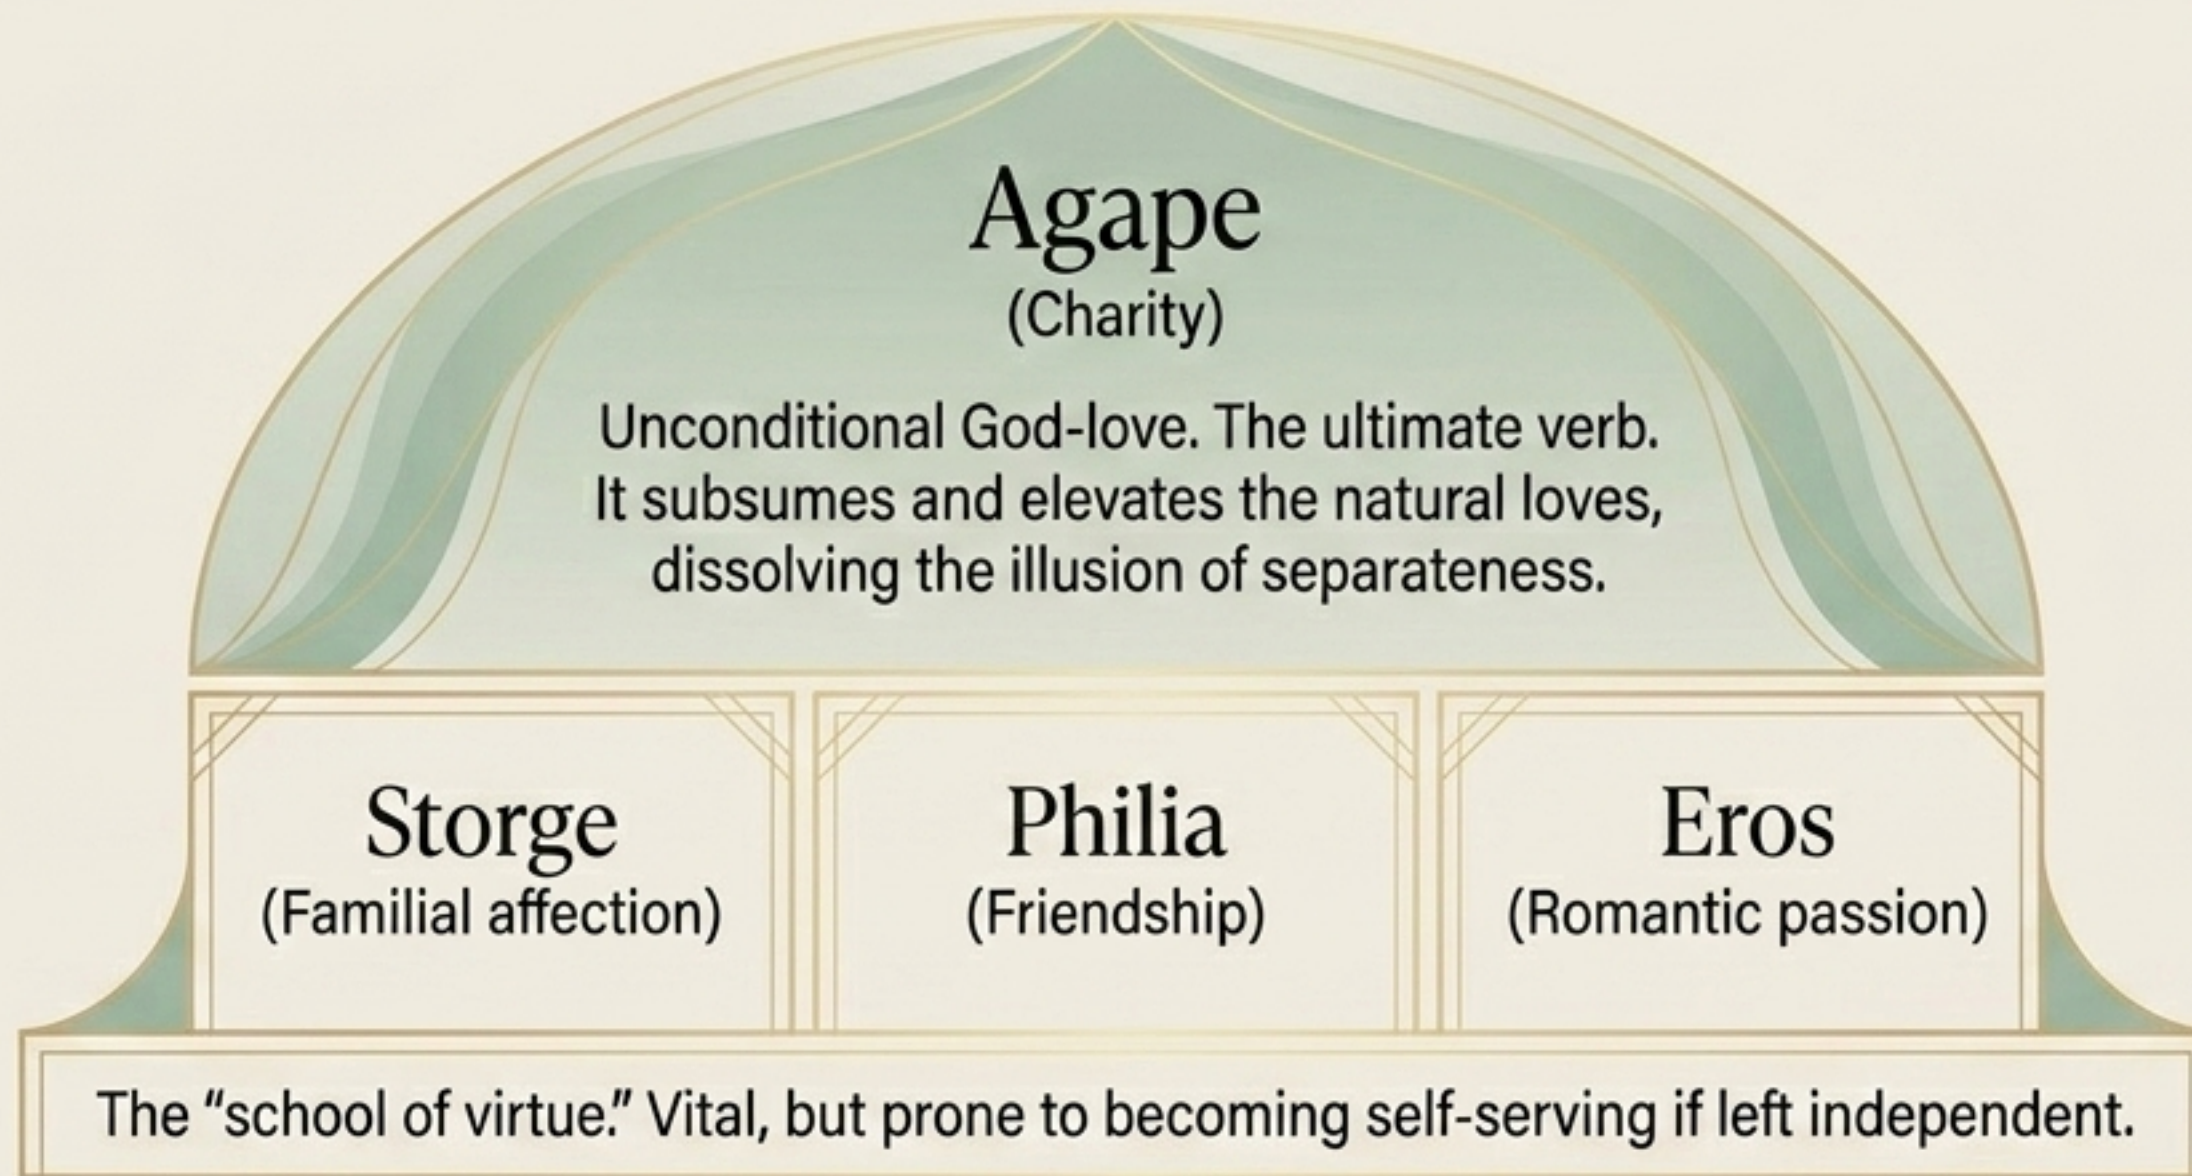 Agape
(Charity)
Unconditional God-love. The ultimate verb.
It subsumes and elevates the natural loves,
dissolving the illusion of separateness.
Storge
(Familial affection)
Philia
(Friendship)
Eros
(Romantic passion)
The “school of virtue.” Vital, but prone to becoming self-serving if left independent.